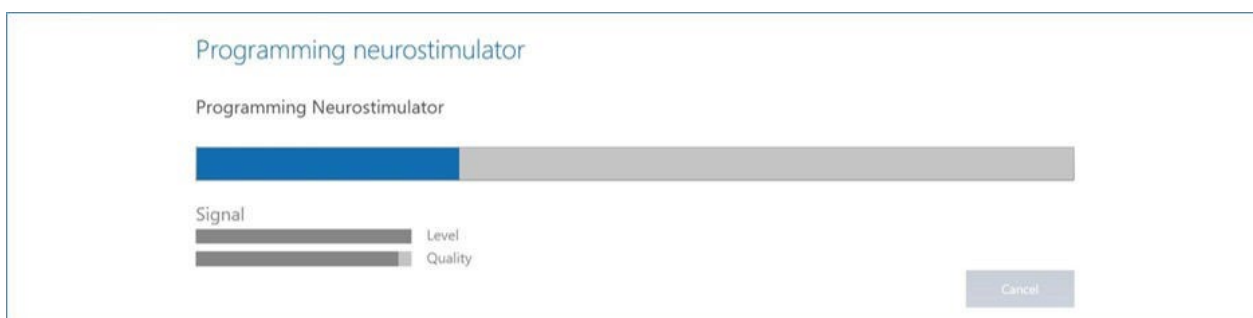 Programming neurostimulator
Programming Neurostimulator
Signal
Level
Quality
Cancel